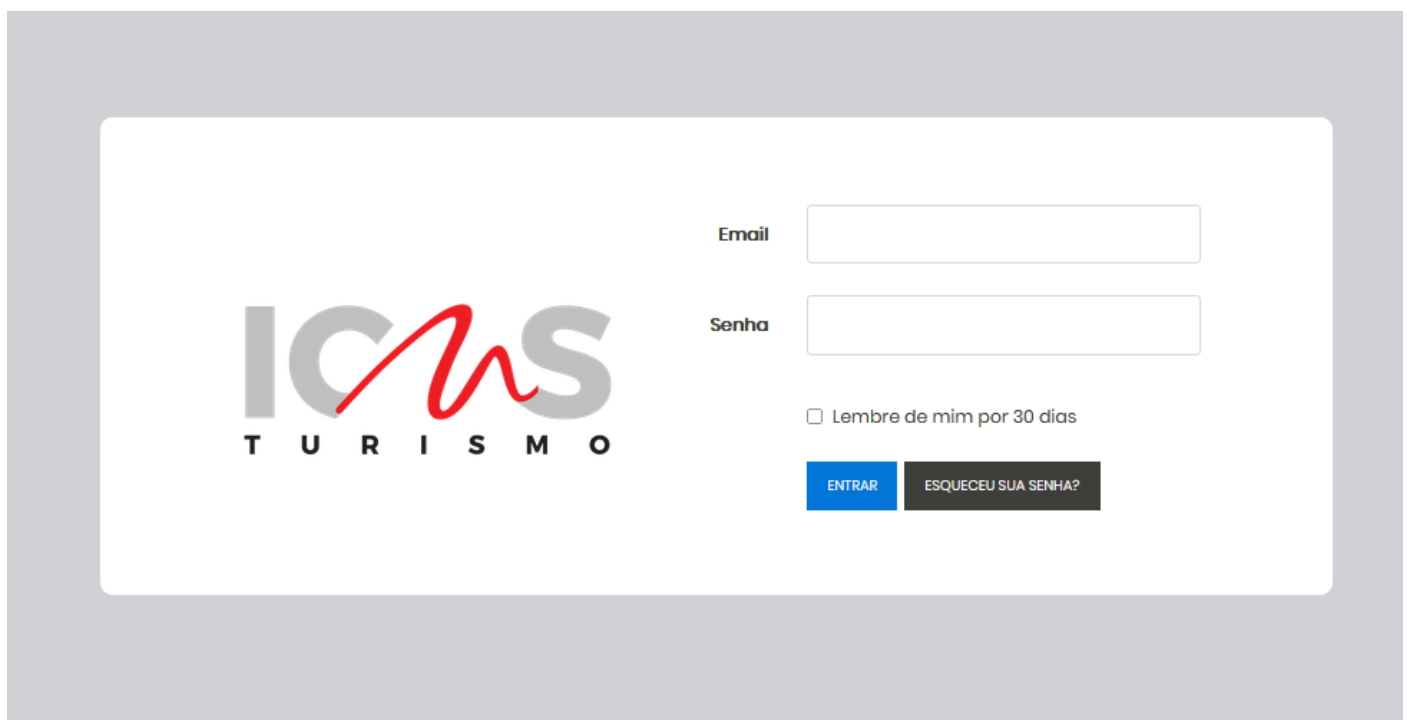 ICMS
TURISMO
Email
Senha
Lembre de mim por 30 dias
ENTRAR
ESQUECEU SUA SENHA?